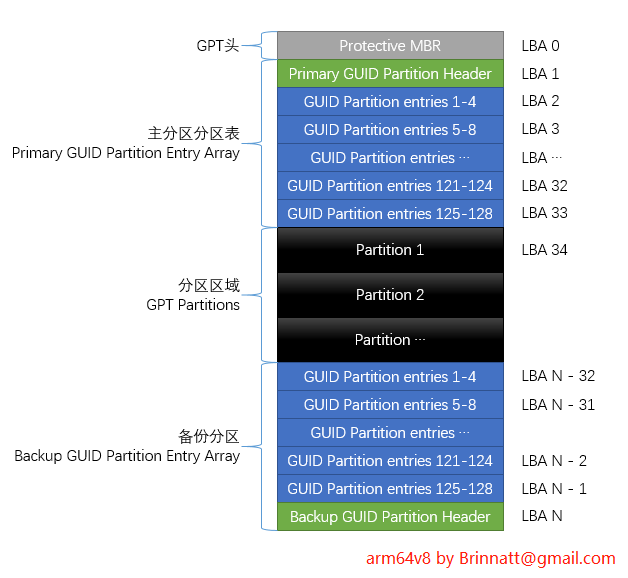 GPT头
Protective MBR
LBA 0
Primary GUID Partition Header
LBA 1
GUID Partition entries 1-4
LBA 2
主分区分区表
Primary GUID Partition Entry Array
GUID Partition entries 5-8
LBA 3
GUID Partition entries ···
LBA ···
GUID Partition entries 121-124
LBA 32
GUID Partition entries 125-128
LBA 33
Partition 1
LBA 34
分区区域
GPT Partitions
Partition 2
Partition ···
GUID Partition entries 1-4
LBA N - 32
GUID Partition entries 5-8
LBA N - 31
备份分区
Backup GUID Partition Entry Array
GUID Partition entries ···
GUID Partition entries 121-124
LBA N - 2
GUID Partition entries 125-128
LBA N - 1
Backup GUID Partition Header
LBA N
arm64v8 by Brinnatt@gmail.com